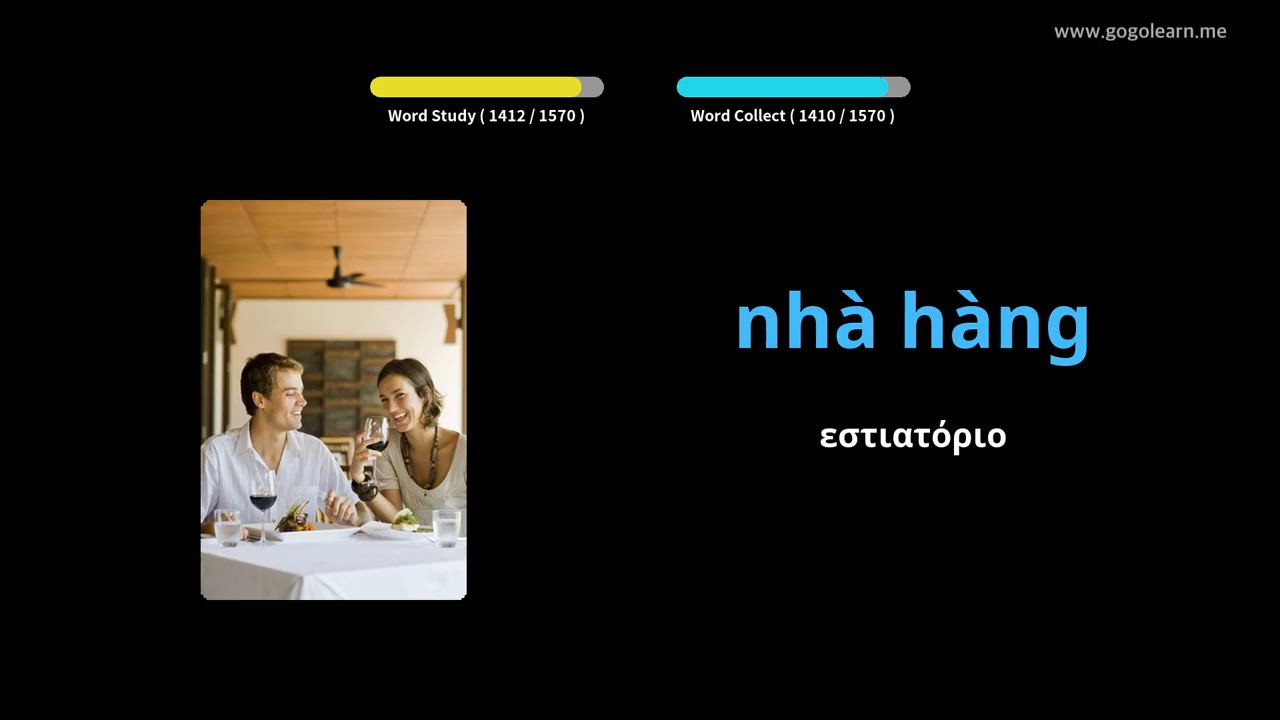 www.gogolearn.me
Word Study ( 1412 / 1570 )
Word Collect ( 1410 / 1570 )
nhà hàng
εστιατόριο